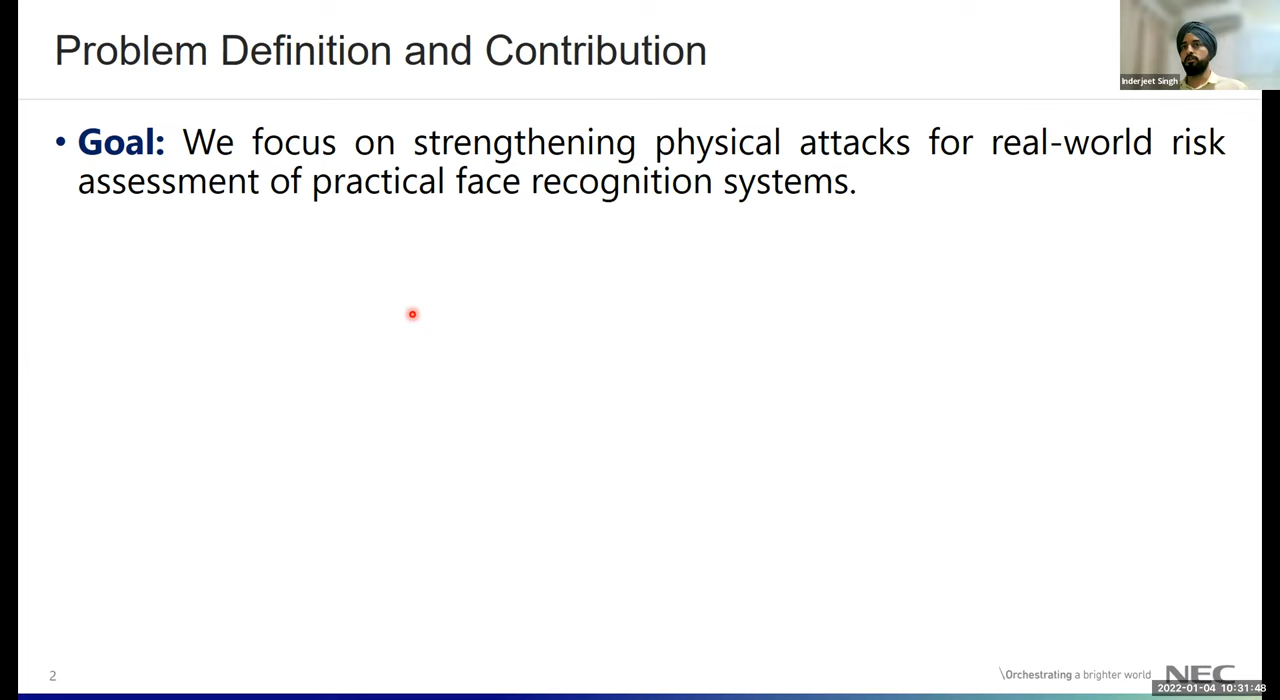 Problem Definition and Contribution
Inderjeet Singh
• Goal: We focus on strengthening physical attacks for real-world risk
assessment of practical face recognition systems.
2
\Orchestrating a brighter world
NEC
2022-01-04 10:31:48